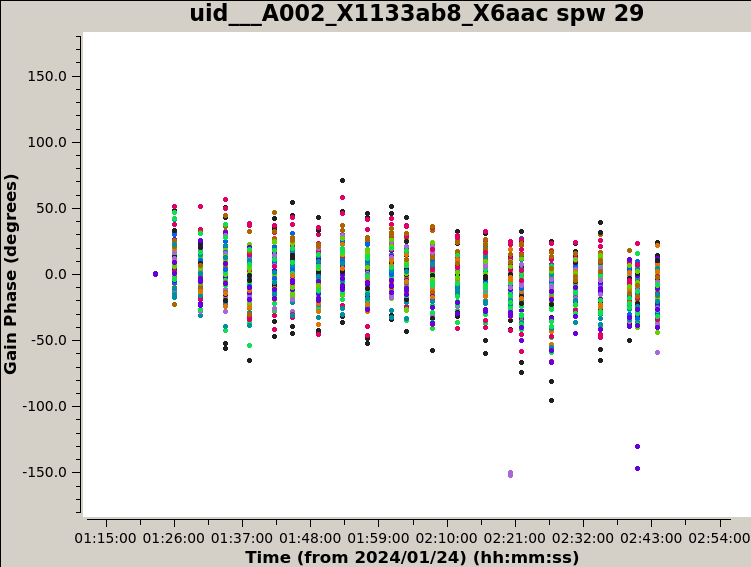 uid___A002_X1133ab8_X6aac spw 29
150.0
100.0
50.0
0.0
-50.0
-100.0
-150.0
Gain Phase (degrees)
01:15:00 01:26:00 01:37:00 01:48:00 01:59:00 02:10:00 02:21:00 02:32:00 02:43:00 02:54:00
Time (from 2024/01/24) (hh:mm:ss)